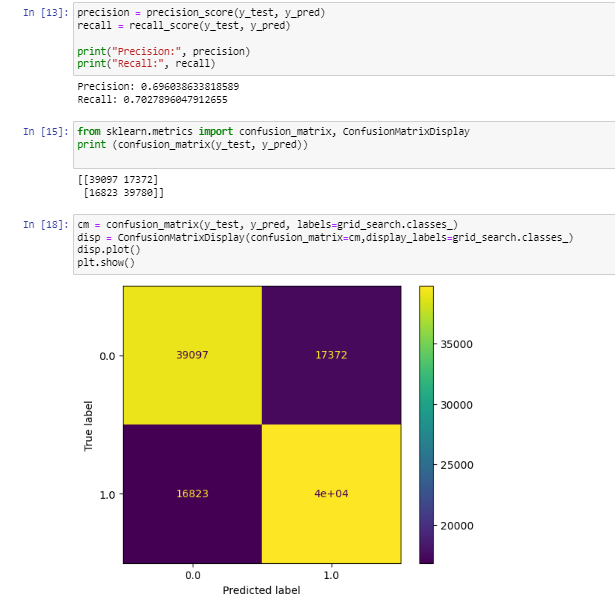 In [13]: precision = precision_score(y_test, y_pred)
recall = recall_score(y_test, y_pred)
print("Precision:", precision)
print("Recall:", recall)
Precision: 0.696038633818589
Recall: 0.7027896047912655
In [15]: from sklearn.metrics import confusion_matrix, ConfusionMatrixDisplay
print (confusion_matrix(y_test, y_pred))
[[39097 17372]
[16823 39780]]
In [18]: cm = confusion_matrix(y_test, y_pred, labels=grid_search.classes_)
disp = ConfusionMatrixDisplay(confusion_matrix=cm,display_labels=grid_search.classes_)
disp.plot()
plt.show()
0.0
39097
17372
35000
30000
True label
25000
1.0
16823
4e+04
20000
0.0
1.0
Predicted label